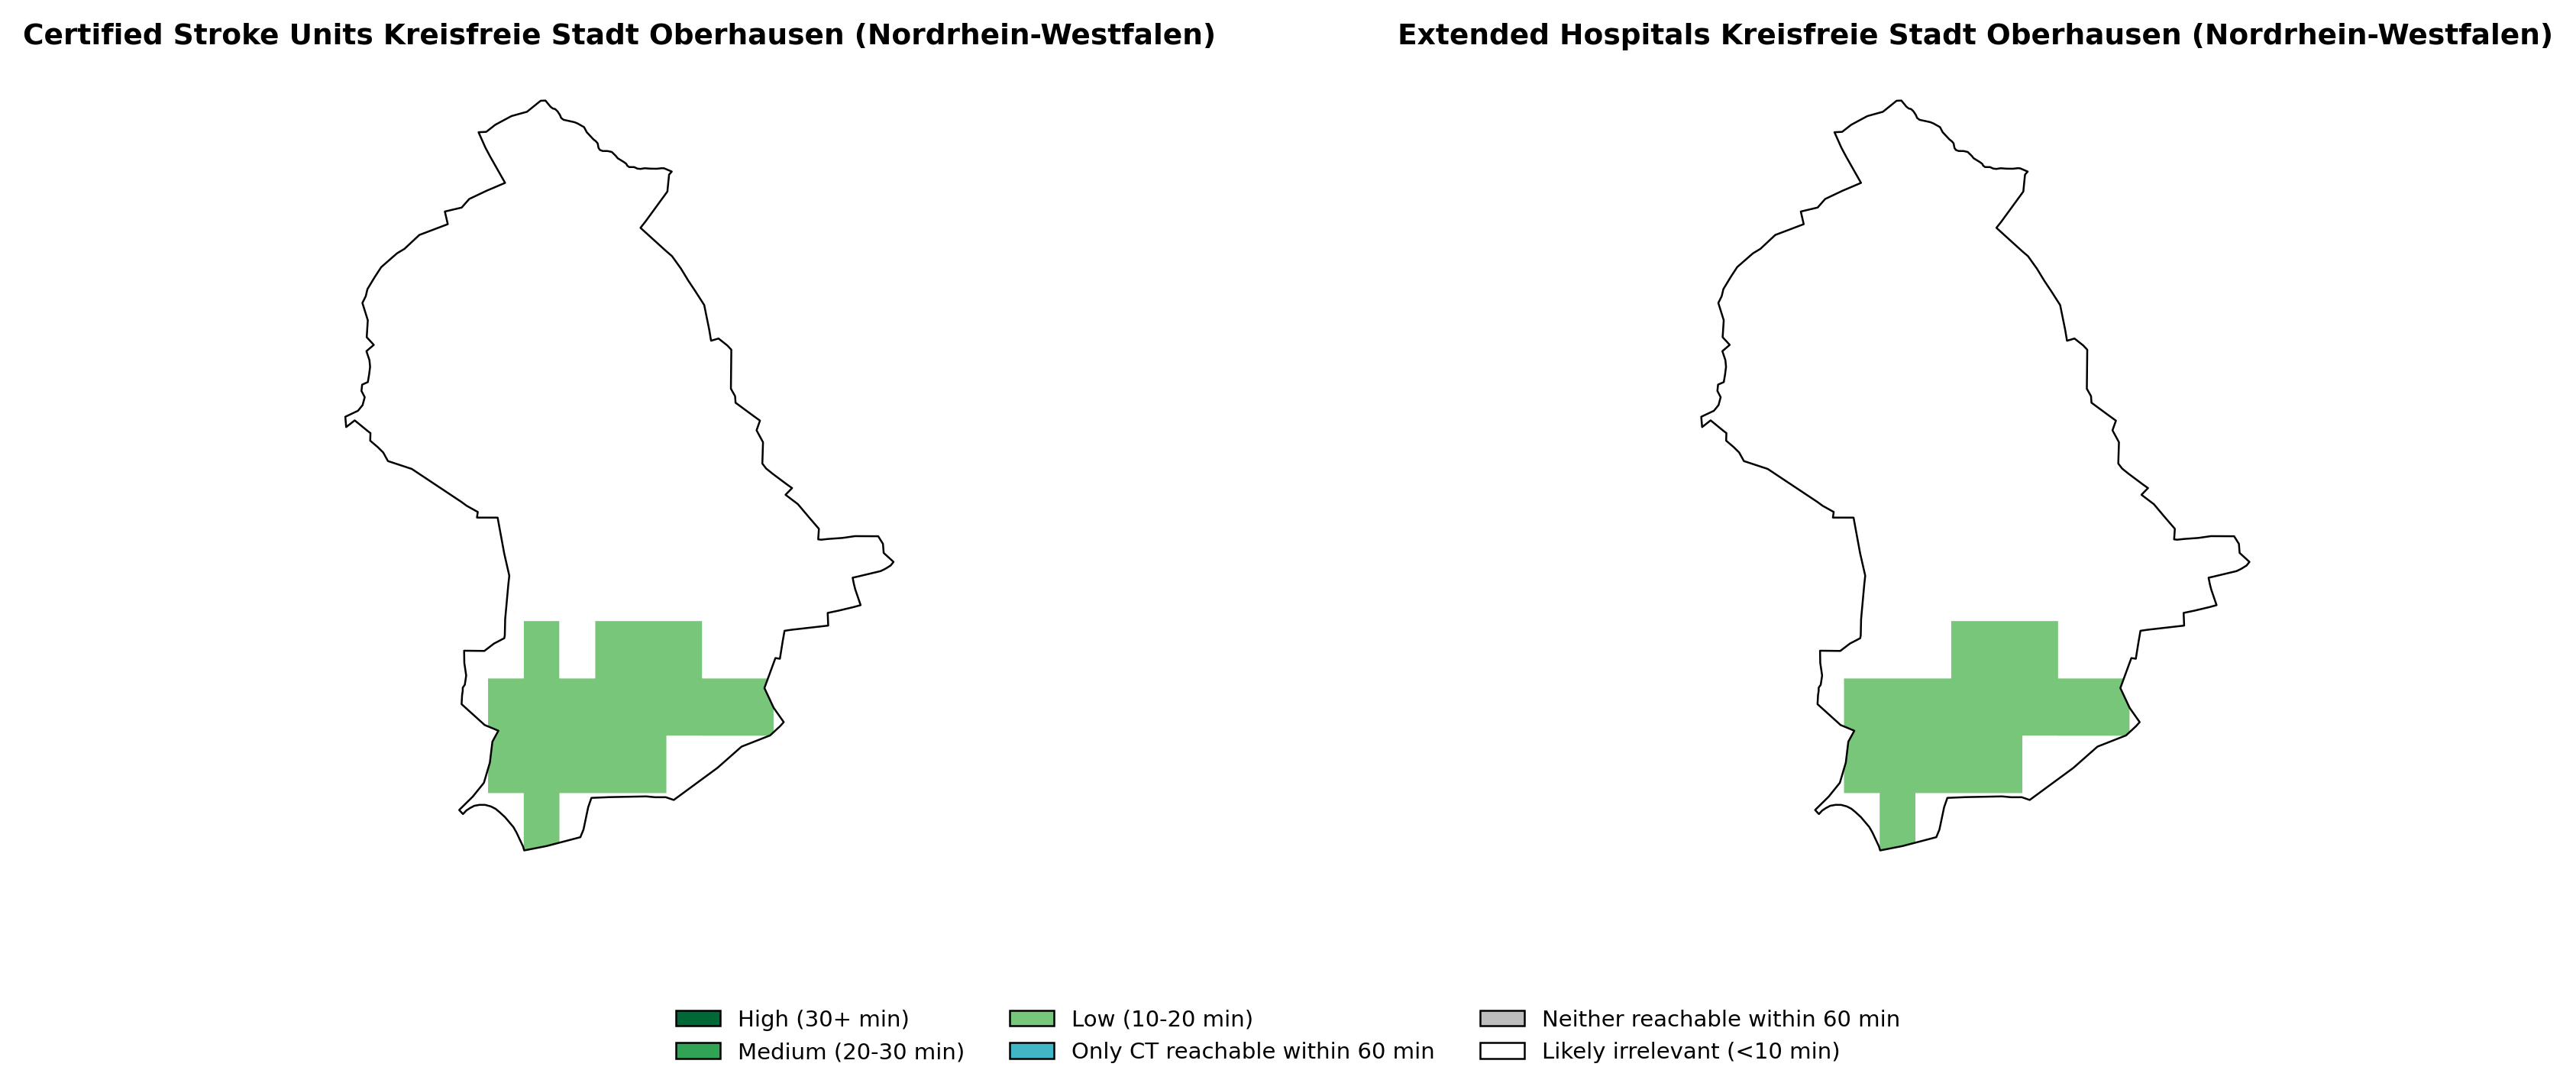 Certified Stroke Units Kreisfreie Stadt Oberhausen (Nordrhein-Westfalen)
Extended Hospitals Kreisfreie Stadt Oberhausen (Nordrhein-Westfalen)
High (30+ min)
Medium (20-30 min)
Low (10-20 min)
Only CT reachable within 60 min
Neither reachable within 60 min
Likely irrelevant (<10 min)